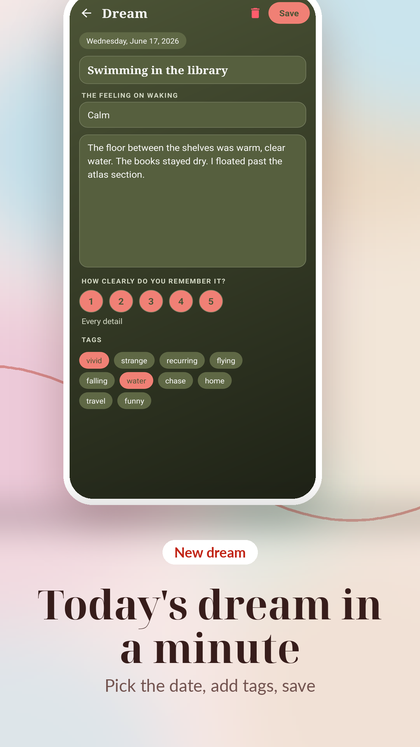 Dream
Save
Wednesday, June 17, 2026
Swimming in the library
THE FEELING ON WAKING
Calm
The floor between the shelves was warm, clear
water. The books stayed dry. I floated past the
atlas section.
HOW CLEARLY DO YOU REMEMBER IT?
1 2 3 4 5
Every detail
TAGS
vivid strange recurring flying
falling water chase home
travel funny
New dream
Today's dream in
a minute
Pick the date, add tags, save